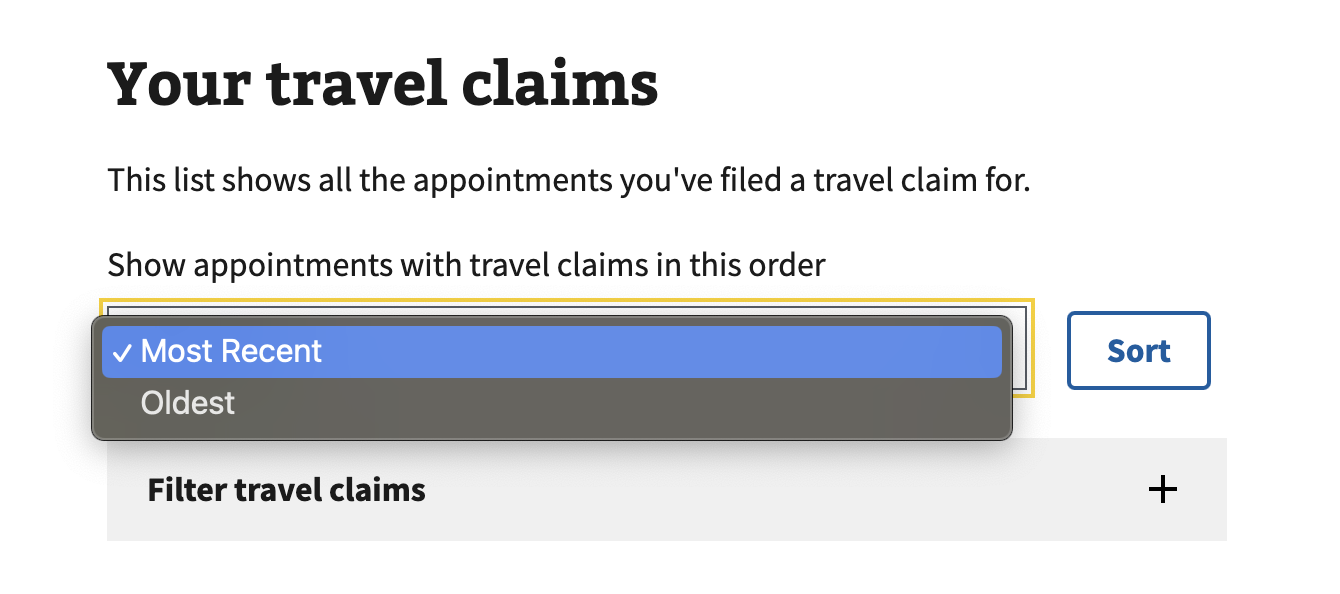 Your travel claims
This list shows all the appointments you've filed a travel claim for.
Show appointments with travel claims in this order
✓ Most Recent
Sort
Oldest
Filter travel claims +